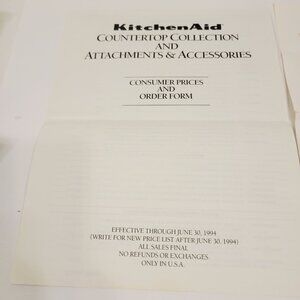 KitchenAid
COUNTERTOP COLLECTION
AND
ATTACHMENTS & ACCESSORIES
CONSUMER PRICES
AND
ORDER FORM
EFFECTIVE THROUGH JUNE 30, 1994
(WRITE FOR NEW PRICE LIST AFTER JUNE 30, 1994)
ALL SALES FINAL
NO REFUNDS OR EXCHANGES.
ONLY IN U.S.A.